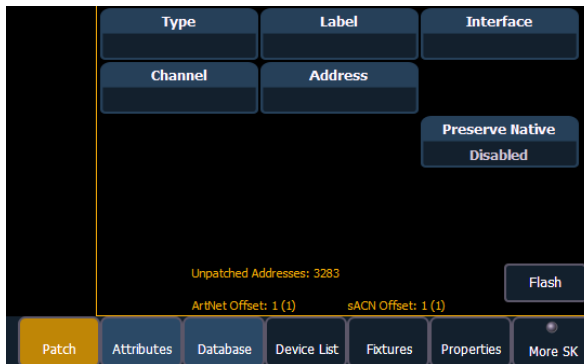 Type Label Interface
Channel Address
Preserve Native
Disabled
Unpatched Addresses: 3283
Flash
ArtNet Offset: 1 (1) sACN Offset: 1 (1)
Patch Attributes Database Device List Fixtures Properties More SK